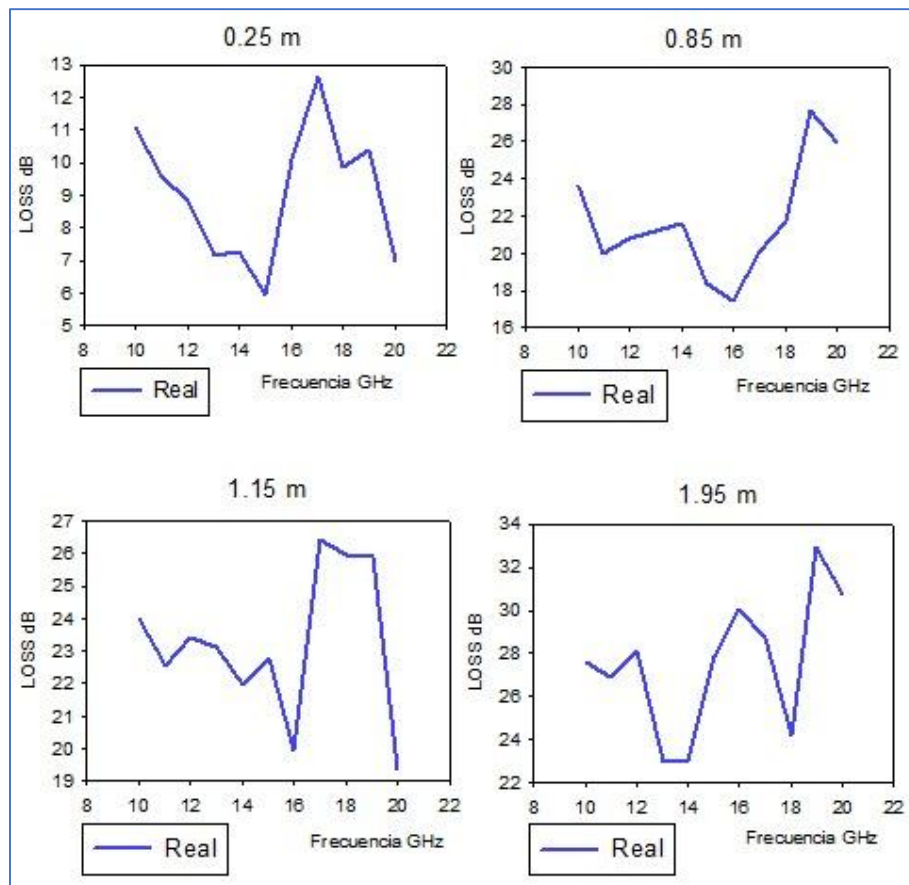 0.25 m
LOSS dB
13
12
11
10
9
8
7
6
5
8 10 12 14 16 18 20 22
Frecuencia GHz
Real
0.85 m
LOSS dB
30
28
26
24
22
20
18
16
8 10 12 14 16 18 20 22
Frecuencia GHz
Real
1.15 m
LOSS dB
27
26
25
24
23
22
21
20
19
8 10 12 14 16 18 20 22
Frecuencia GHz
Real
1.95 m
LOSS dB
34
32
30
28
26
24
22
8 10 12 14 16 18 20 22
Frecuencia GHz
Real